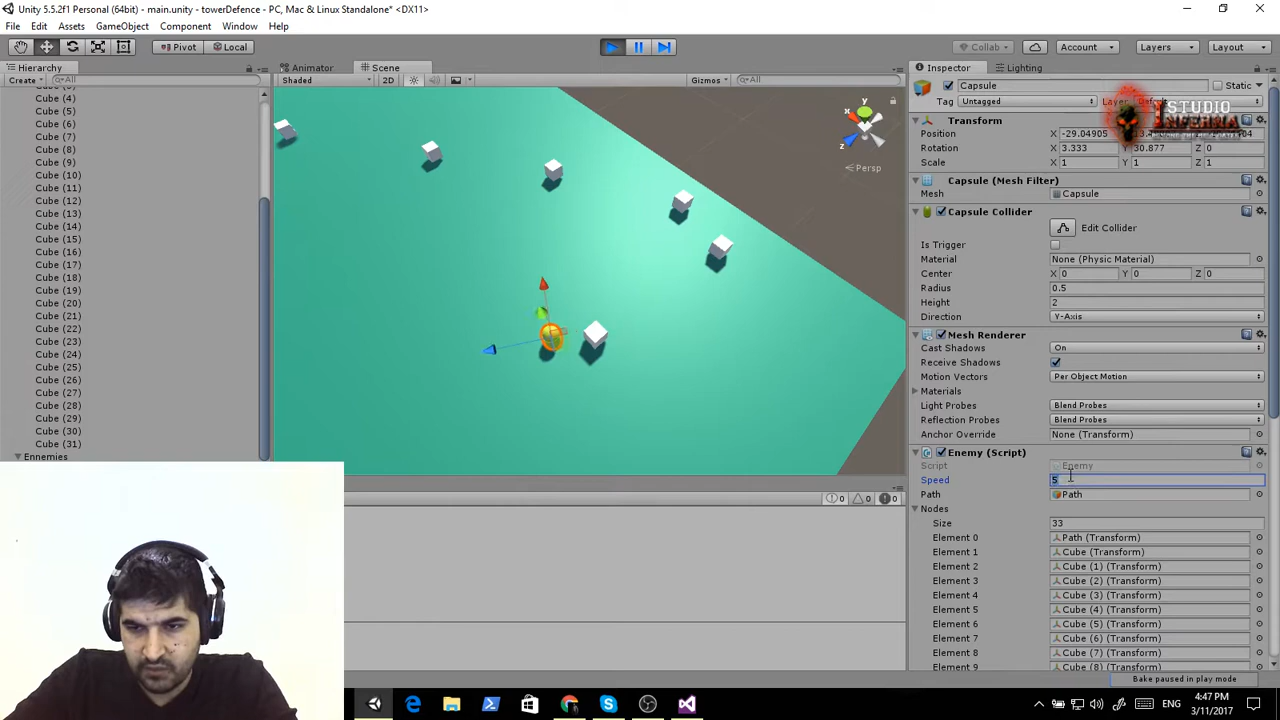 Unity 5.5.2f1 Personal (64bit) - main.unity - towerDefence - PC, Mac & Linux Standalone* <DX11>
File Edit Assets GameObject Component Window Help
Pivot Local Collab Account Layers Layout
Hierarchy Animator Scene Inspector Lighting
Create All Shaded 2D Gizmos All
Capsule Static
Tag Untagged Layer
STUDIO
INFERNA
Cube (4)
Cube (5)
Cube (6)
Cube (7)
Cube (8)
Cube (9)
Cube (10)
Cube (11)
Cube (12)
Cube (13)
Cube (14)
Cube (15)
Cube (16)
Cube (17)
Cube (18)
Cube (19)
Cube (20)
Cube (21)
Cube (22)
Cube (23)
Cube (24)
Cube (25)
Cube (26)
Cube (27)
Cube (28)
Cube (29)
Cube (30)
Cube (31)
Ennemies
y
x
z
Persp
Transform
Position X -29.04905
Rotation X 3.333 30.877 Z 0
Scale X 1 Y 1 Z 1
Capsule (Mesh Filter)
Mesh Capsule
Capsule Collider
Edit Collider
Is Trigger
Material None (Physic Material)
Center X 0 Y 0 Z 0
Radius 0.5
Height 2
Direction Y-Axis
Mesh Renderer
Cast Shadows On
Receive Shadows
Motion Vectors Per Object Motion
Materials
Light Probes Blend Probes
Reflection Probes Blend Probes
Anchor Override None (Transform)
Enemy (Script)
Script Enemy
Speed 5
Path Path
Nodes
Size 33
Element 0 Path (Transform)
Element 1 Cube (Transform)
Element 2 Cube (1) (Transform)
Element 3 Cube (2) (Transform)
Element 4 Cube (3) (Transform)
Element 5 Cube (4) (Transform)
Element 6 Cube (5) (Transform)
Element 7 Cube (6) (Transform)
Element 8 Cube (7) (Transform)
Element 9 Cube (8) (Transform)
0 0 0
Bake paused in play mode
ENG
4:47 PM
3/11/2017